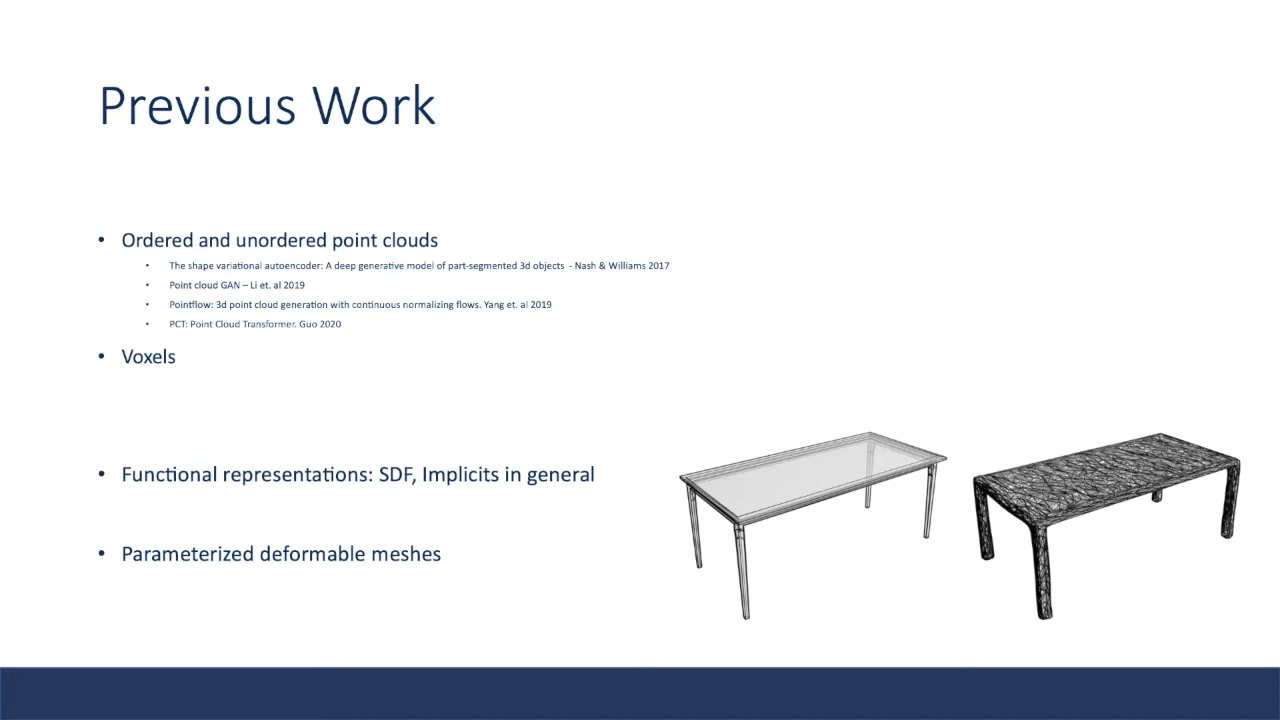 Previous Work
• Ordered and unordered point clouds
• The shape variational autoencoder: A deep generative model of part-segmented 3d objects - Nash & Williams 2017
• Point cloud GAN – Li et. al 2019
• Pointflow: 3d point cloud generation with continuous normalizing flows. Yang et. al 2019
• PCT: Point Cloud Transformer. Guo 2020
• Voxels
• Functional representations: SDF, Implicits in general
• Parameterized deformable meshes